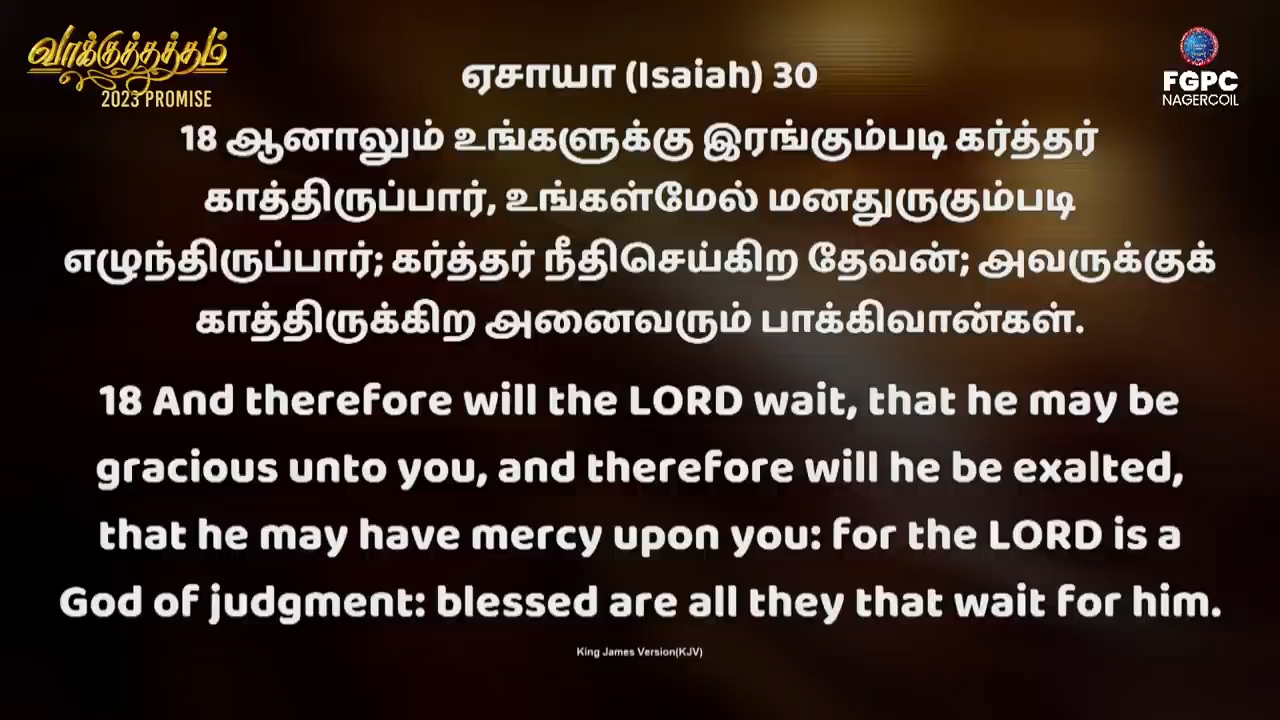 வாக்குத்தத்தம்
2023 PROMISE
FGPC
NAGERCOIL
ஏசாயா (Isaiah) 30
18 ஆனாலும் உங்களுக்கு இரங்கும்படி கர்த்தர்
காத்திருப்பார், உங்கள்மேல் மனதுருகும்படி
எழுந்திருப்பார்; கர்த்தர் நீதிசெய்கிற தேவன்; அவருக்குக்
காத்திருக்கிற அனைவரும் பாக்கிவான்கள்.
18 And therefore will the LORD wait, that he may be
gracious unto you, and therefore will he be exalted,
that he may have mercy upon you: for the LORD is a
God of judgment: blessed are all they that wait for him.
King James Version(KJV)